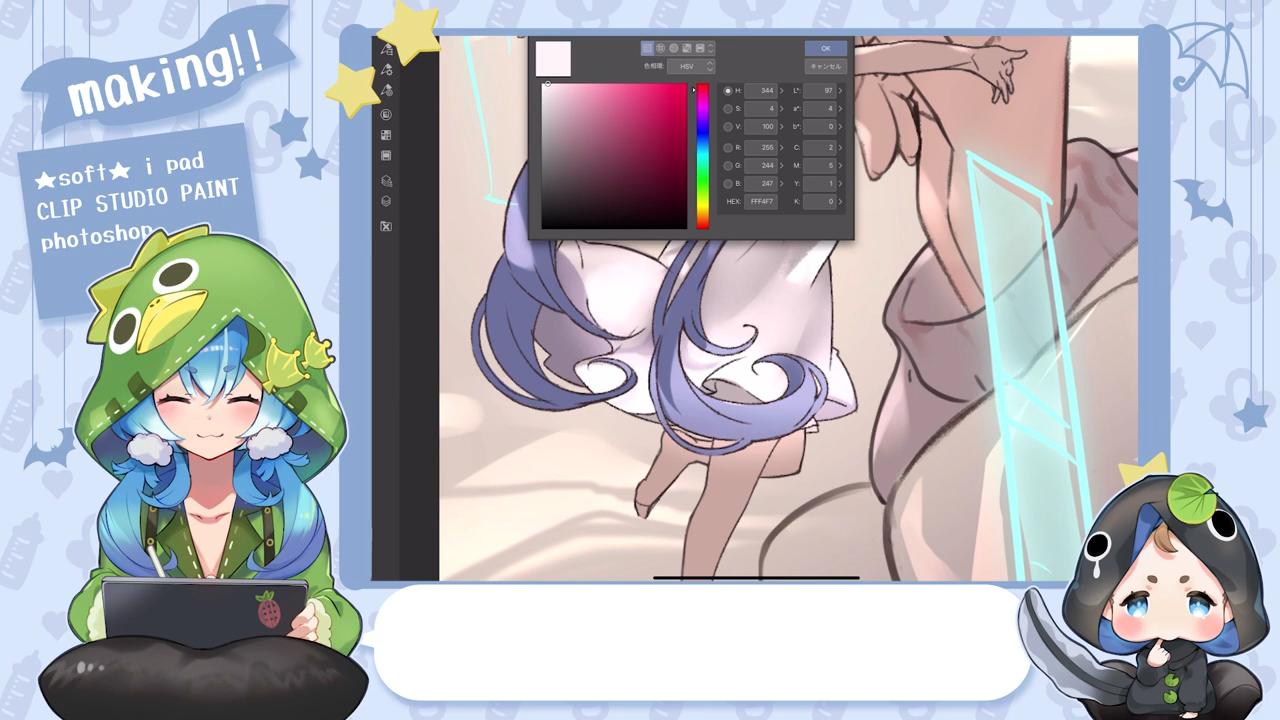 making!!
★soft★ i pad
CLIP STUDIO PAINT
photoshop
OK
色相環: HSV
キャンセル
H: 344 L*: 97
S: 4 a*: 4
V: 100 b*: 0
R: 255 C: 2
G: 244 M: 5
B: 247 Y: 1
HEX: FFF4F7 K: 0